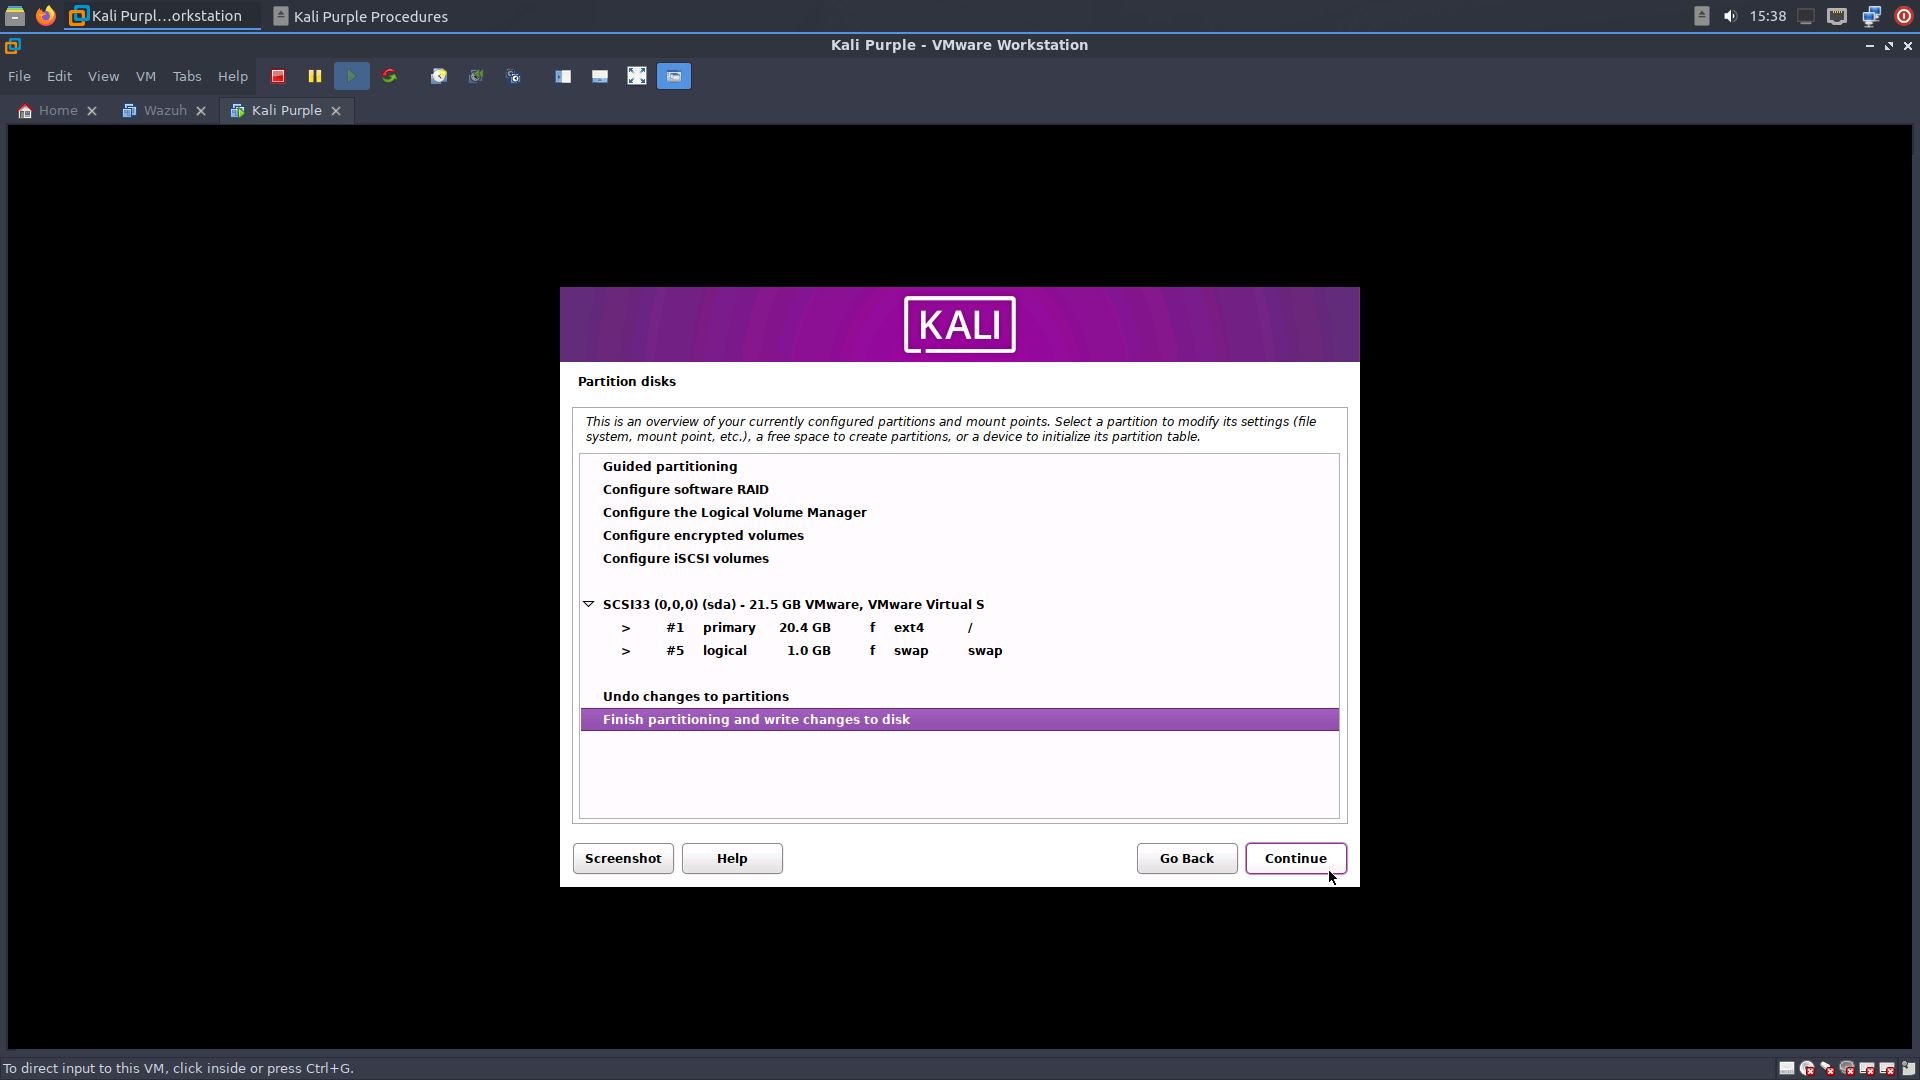 Kali Purpl...orkstation
Kali Purple Procedures
15:38
Kali Purple - VMware Workstation
File Edit View VM Tabs Help
Home
Wazuh
Kali Purple
KALI
Partition disks
This is an overview of your currently configured partitions and mount points. Select a partition to modify its settings (file
system, mount point, etc.), a free space to create partitions, or a device to initialize its partition table.
Guided partitioning
Configure software RAID
Configure the Logical Volume Manager
Configure encrypted volumes
Configure iSCSI volumes
SCSI33 (0,0,0) (sda) - 21.5 GB VMware, VMware Virtual S
> #1 primary 20.4 GB f ext4 /
> #5 logical 1.0 GB f swap swap
Undo changes to partitions
Finish partitioning and write changes to disk
Screenshot Help Go Back Continue
To direct input to this VM, click inside or press Ctrl+G.